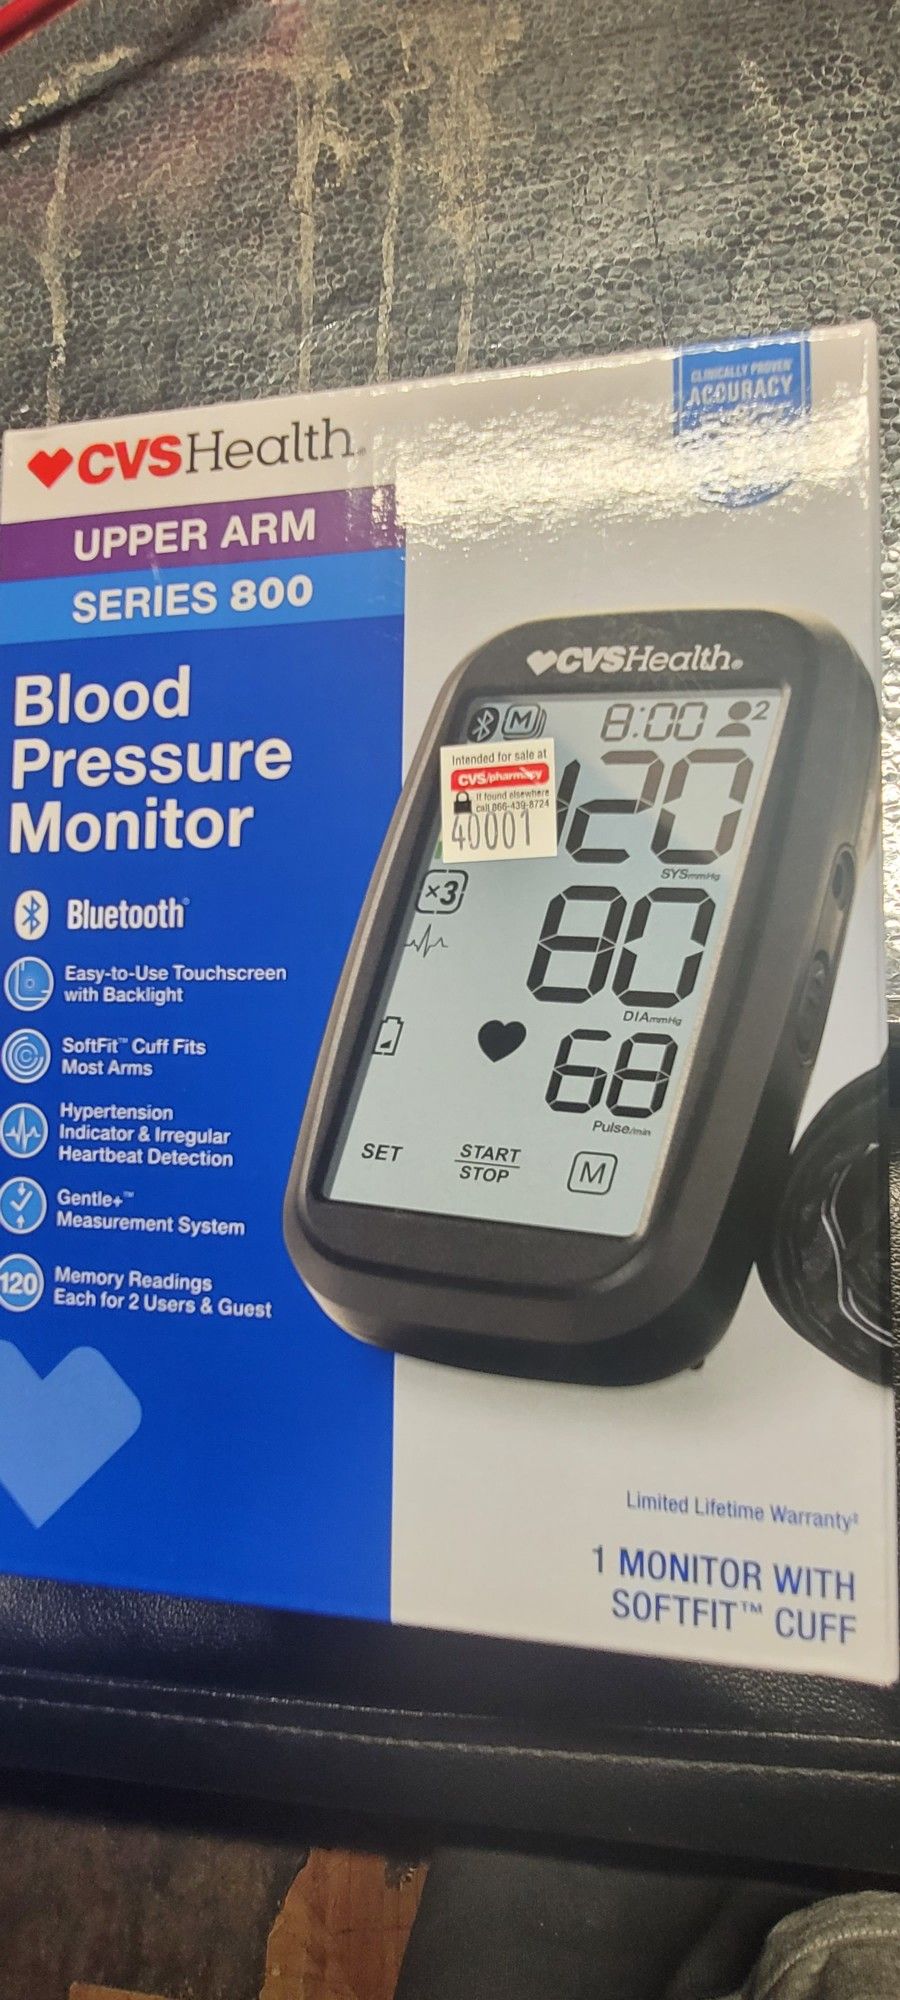 CLINICALLY PROVEN
ACCURACY
CVSHealth®
UPPER ARM
SERIES 800
Blood
Pressure
Monitor
Bluetooth®
Easy-to-Use Touchscreen
with Backlight
SoftFit™ Cuff Fits
Most Arms
Hypertension
Indicator & Irregular
Heartbeat Detection
Gentle+™
Measurement System
120
Memory Readings
Each for 2 Users & Guest
CVSHealth®
M
8:00
2
Intended for sale at
CVS/pharmacy
If found elsewhere
call 866-439-8724
40001
120
SYSmmHg
×3
80
DIAmmHg
68
Pulse/min
SET
START
STOP
M
Limited Lifetime Warranty‡
1 MONITOR WITH
SOFTFIT™ CUFF